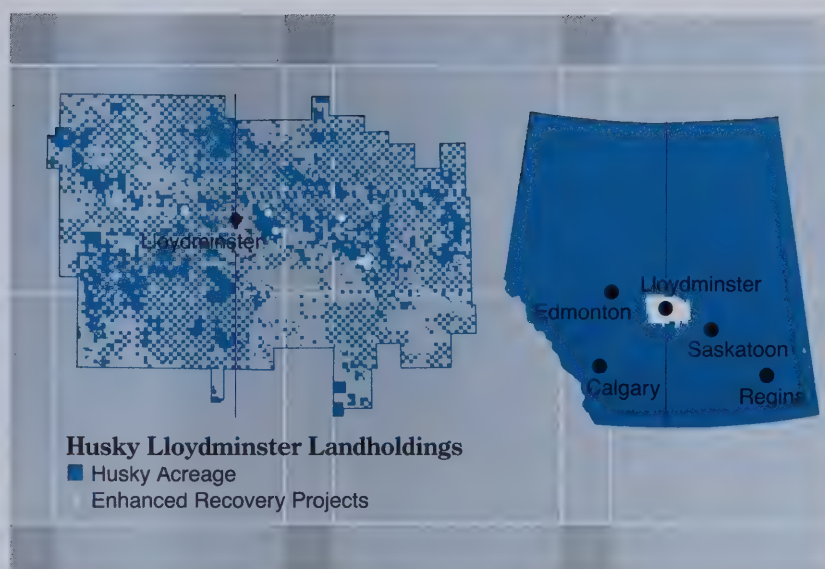 Lloydminster
Lloydminster
Edmonton
Saskatoon
Calgary
Regina
Husky Lloydminster Landholdings
Husky Acreage
Enhanced Recovery Projects